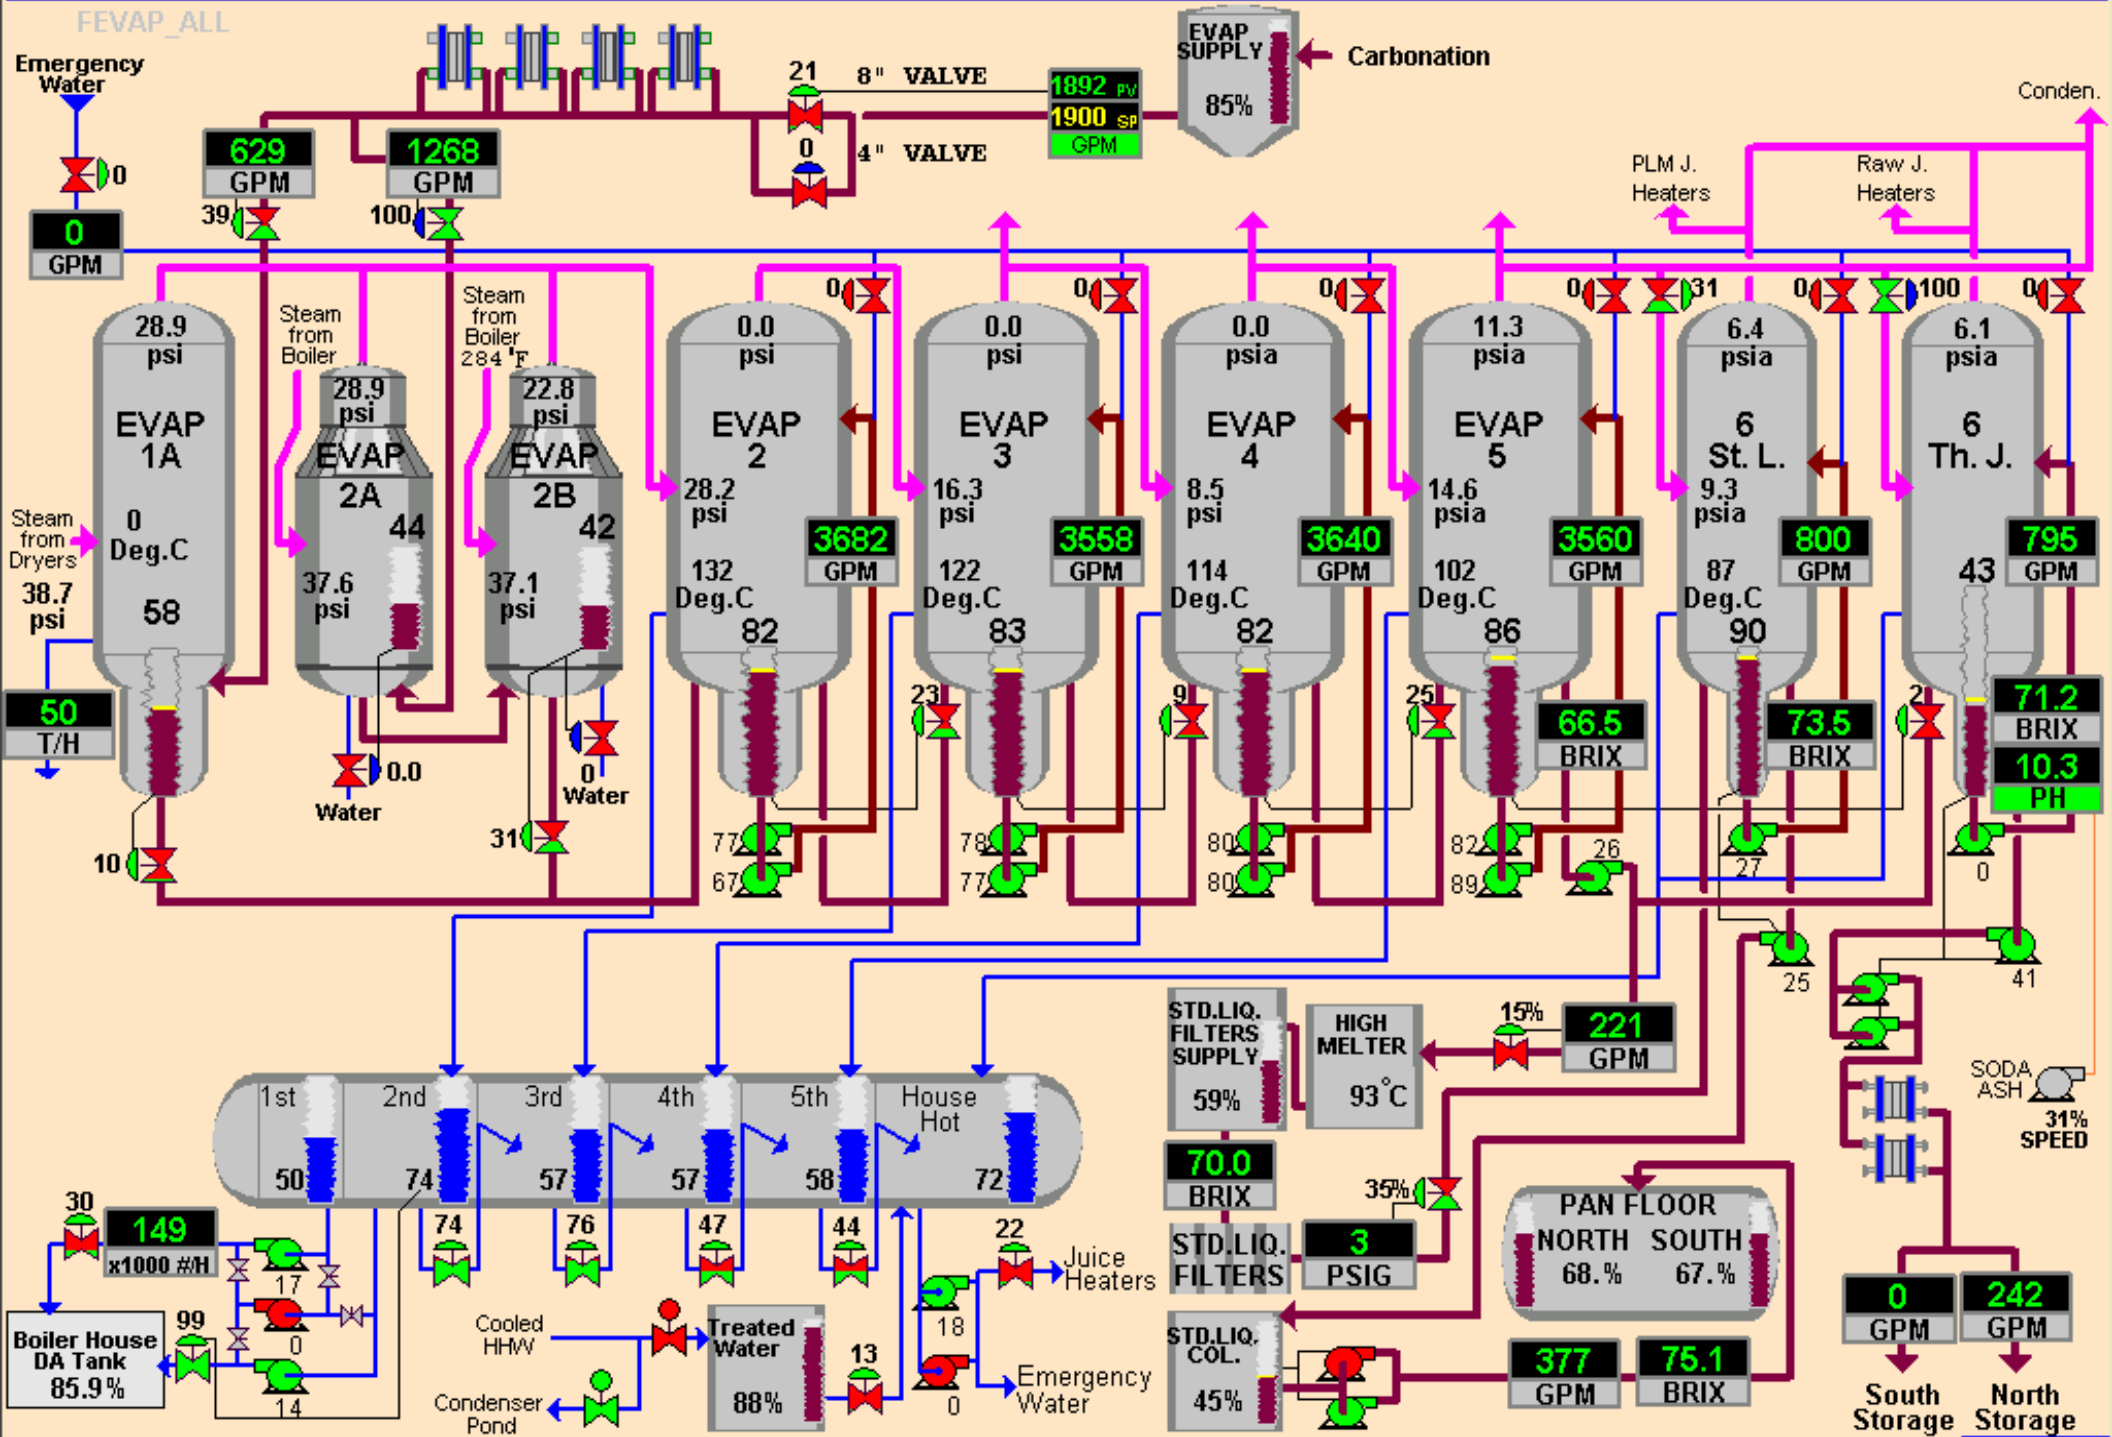 FEVAP_ALL
Emergency
Water
0
0
GPM
629
GPM
39
1268
GPM
100
21
8" VALVE
0
4" VALVE
1892 PV
1900 SP
GPM
EVAP
SUPPLY
85%
Carbonation
Conden.
PLM J.
Heaters
Raw J.
Heaters
0
0
0
0
31
0
100
0
28.9
psi
EVAP
1A
0
Deg.C
58
Steam
from
Dryers
38.7
psi
50
T/H
10
Steam
from
Boiler
28.9
psi
EVAP
2A
44
37.6
psi
0.0
Water
Steam
from
Boiler
284 'F
22.8
psi
EVAP
2B
42
37.1
psi
0
Water
31
0.0
psi
EVAP
2
28.2
psi
132
Deg.C
82
3682
GPM
77
67
23
0.0
psi
EVAP
3
16.3
psi
122
Deg.C
83
3558
GPM
78
77
9
0.0
psia
EVAP
4
8.5
psi
114
Deg.C
82
3640
GPM
80
80
25
11.3
psia
EVAP
5
14.6
psia
102
Deg.C
86
3560
GPM
66.5
BRIX
82
89
26
6.4
psia
6
St. L.
9.3
psia
87
Deg.C
90
800
GPM
73.5
BRIX
27
25
2
6.1
psia
6
Th. J.
43
795
GPM
71.2
BRIX
10.3
PH
0
41
SODA
ASH
31%
SPEED
1st
50
2nd
74
3rd
57
4th
57
5th
58
House
Hot
72
30
149
x1000 #/H
17
0
14
99
Boiler House
DA Tank
85.9%
74
76
47
44
22
Juice
Heaters
18
0
Emergency
Water
Cooled
HHW
Condenser
Pond
Treated
Water
88%
13
STD.LIQ.
FILTERS
SUPPLY
59%
HIGH
MELTER
93°C
15%
221
GPM
70.0
BRIX
STD.LIQ.
FILTERS
3
PSIG
35%
STD.LIQ.
COL.
45%
377
GPM
75.1
BRIX
PAN FLOOR
NORTH SOUTH
68.% 67.%
0
GPM
242
GPM
South
Storage
North
Storage